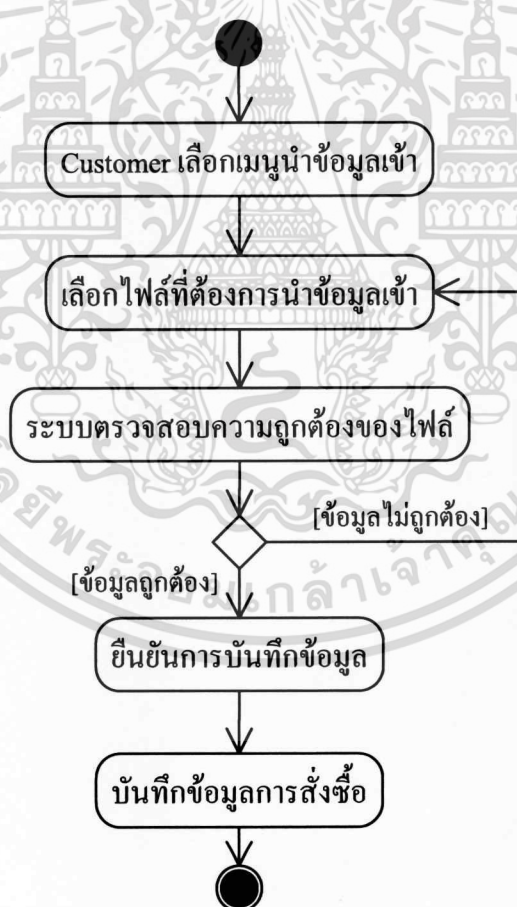 Customer เลือกเมนูนำข้อมูลเข้า
เลือกไฟล์ที่ต้องการนำข้อมูลเข้า
ระบบตรวจสอบความถูกต้องของไฟล์
[ข้อมูลไม่ถูกต้อง]
[ข้อมูลถูกต้อง]
ยืนยันการบันทึกข้อมูล
บันทึกข้อมูลการสั่งซื้อ